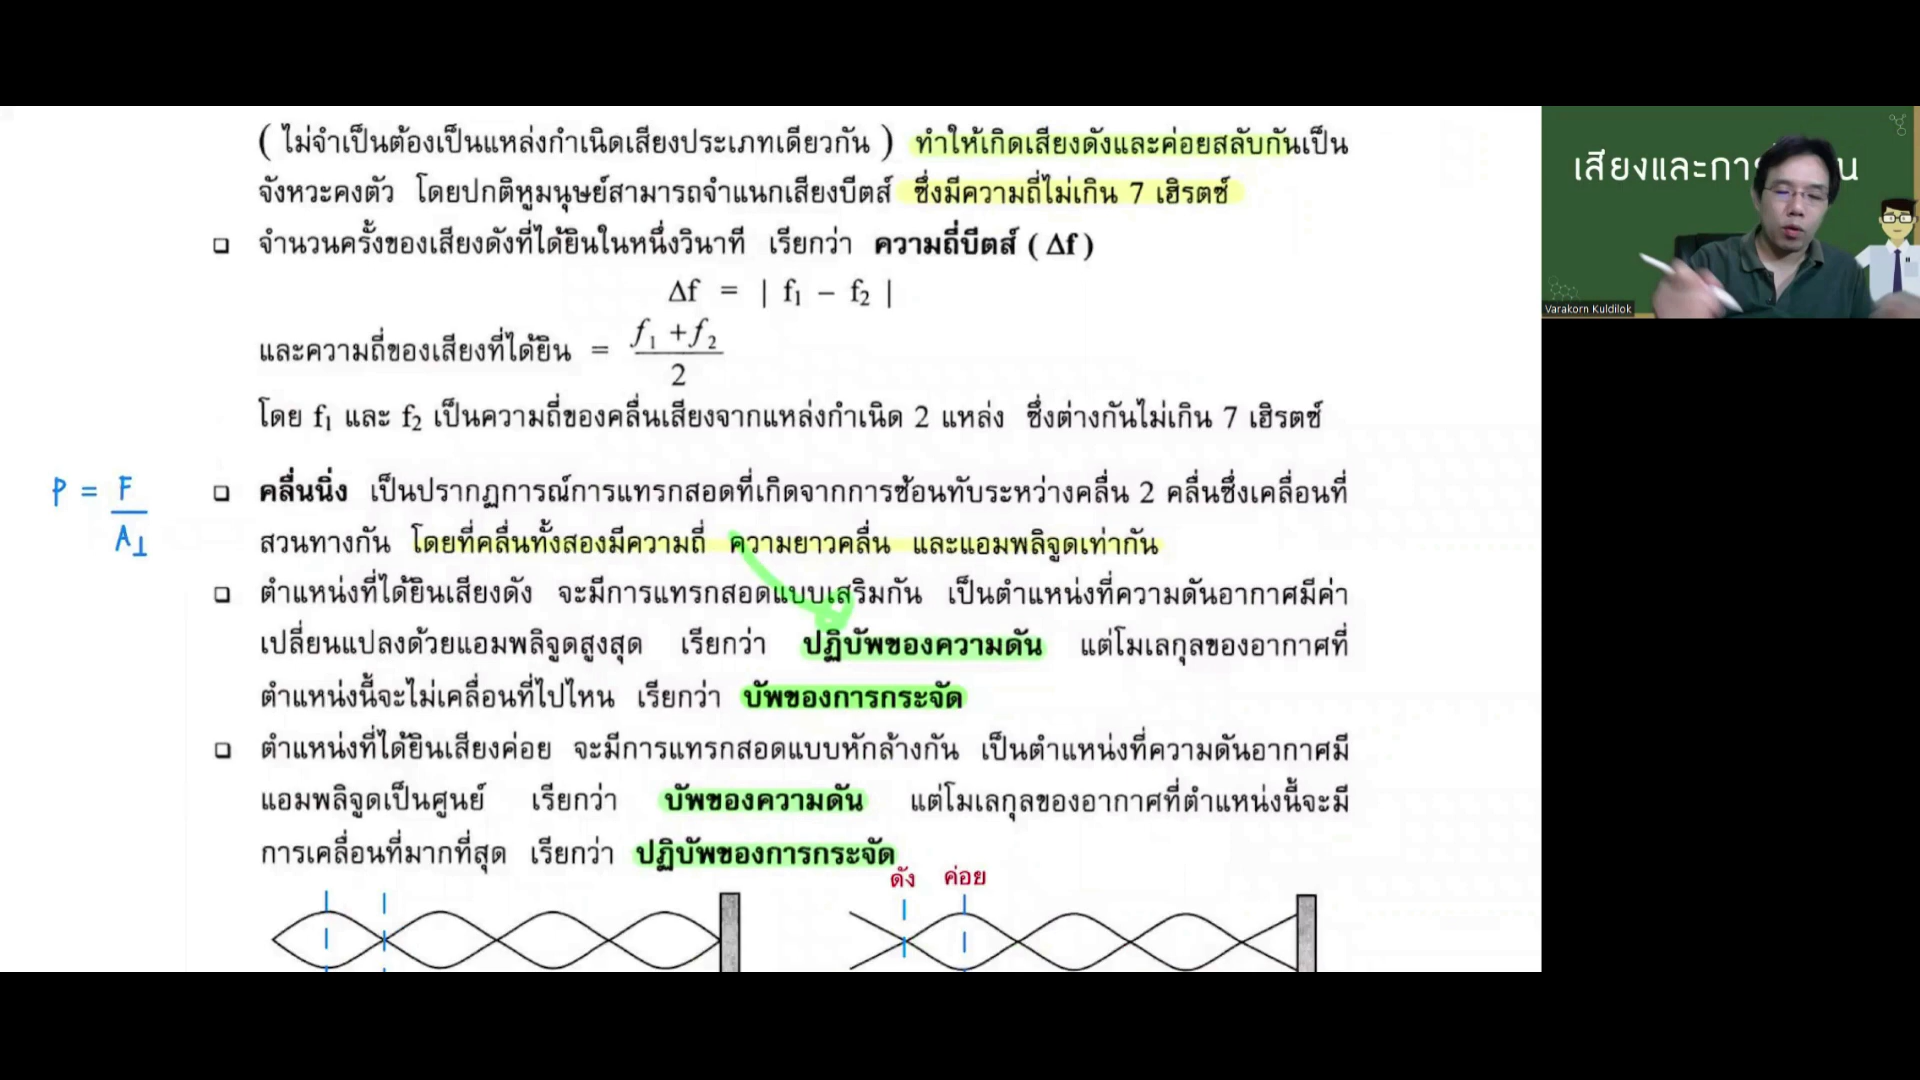 ( ไม่จำเป็นต้องเป็นแหล่งกำเนิดเสียงประเภทเดียวกัน ) ทำให้เกิดเสียงดังและค่อยสลับกันเป็น
จังหวะคงตัว โดยปกติหูมนุษย์สามารถจำแนกเสียงบีตส์ ซึ่งมีความถี่ไม่เกิน 7 เฮิรตซ์
❑ จำนวนครั้งของเสียงดังที่ได้ยินในหนึ่งวินาที เรียกว่า ความถี่บีตส์ ( Δf )
Δf = | f₁ – f₂ |
และความถี่ของเสียงที่ได้ยิน = (f₁ + f₂) / 2
โดย f₁ และ f₂ เป็นความถี่ของคลื่นเสียงจากแหล่งกำเนิด 2 แหล่ง ซึ่งต่างกันไม่เกิน 7 เฮิรตซ์
P = F / A⊥
❑ คลื่นนิ่ง เป็นปรากฏการณ์การแทรกสอดที่เกิดจากการซ้อนทับระหว่างคลื่น 2 คลื่นซึ่งเคลื่อนที่
สวนทางกัน โดยที่คลื่นทั้งสองมีความถี่ ความยาวคลื่น และแอมพลิจูดเท่ากัน
❑ ตำแหน่งที่ได้ยินเสียงดัง จะมีการแทรกสอดแบบเสริมกัน เป็นตำแหน่งที่ความดันอากาศมีค่า
เปลี่ยนแปลงด้วยแอมพลิจูดสูงสุด เรียกว่า ปฏิบัพของความดัน แต่โมเลกุลของอากาศที่
ตำแหน่งนี้จะไม่เคลื่อนที่ไปไหน เรียกว่า บัพของการกระจัด
❑ ตำแหน่งที่ได้ยินเสียงค่อย จะมีการแทรกสอดแบบหักล้างกัน เป็นตำแหน่งที่ความดันอากาศมี
แอมพลิจูดเป็นศูนย์ เรียกว่า บัพของความดัน แต่โมเลกุลของอากาศที่ตำแหน่งนี้จะมี
การเคลื่อนที่มากที่สุด เรียกว่า ปฏิบัพของการกระจัด
ดัง ค่อย
เสียงและกา
Varakorn Kuldilok